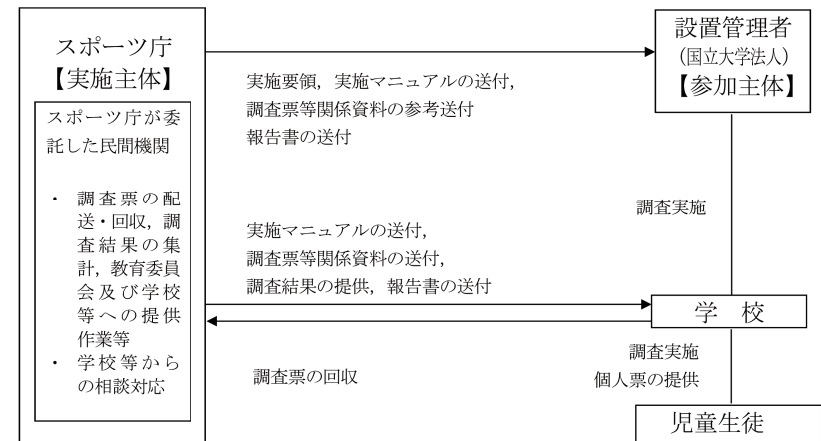 スポーツ庁
【実施主体】
スポーツ庁が委
託した民間機関
・ 調査票の配
送・回収，調
査結果の集
計，教育委員
会及び学校
等への提供
作業等
・ 学校等から
の相談対応
実施要領，実施マニュアルの送付，
調査票等関係資料の参考送付
報告書の送付
設置管理者
（国立大学法人）
【参加主体】
調査実施
実施マニュアルの送付，
調査票等関係資料の送付，
調査結果の提供，報告書の送付
学 校
調査票の回収
調査実施
個人票の提供
児童生徒